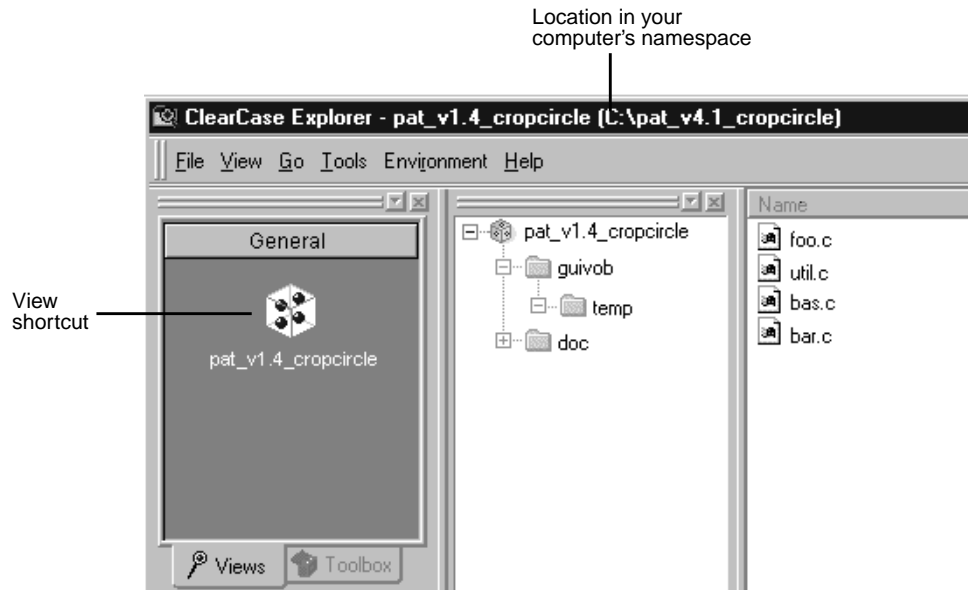 Location in your
computer's namespace
ClearCase Explorer - pat_v1.4_cropcircle (C:\pat_v4.1_cropcircle)
File View Go Tools Environment Help
General
pat_v1.4_cropcircle
View
shortcut
Views Toolbox
pat_v1.4_cropcircle
guivob
temp
doc
Name
foo.c
util.c
bas.c
bar.c